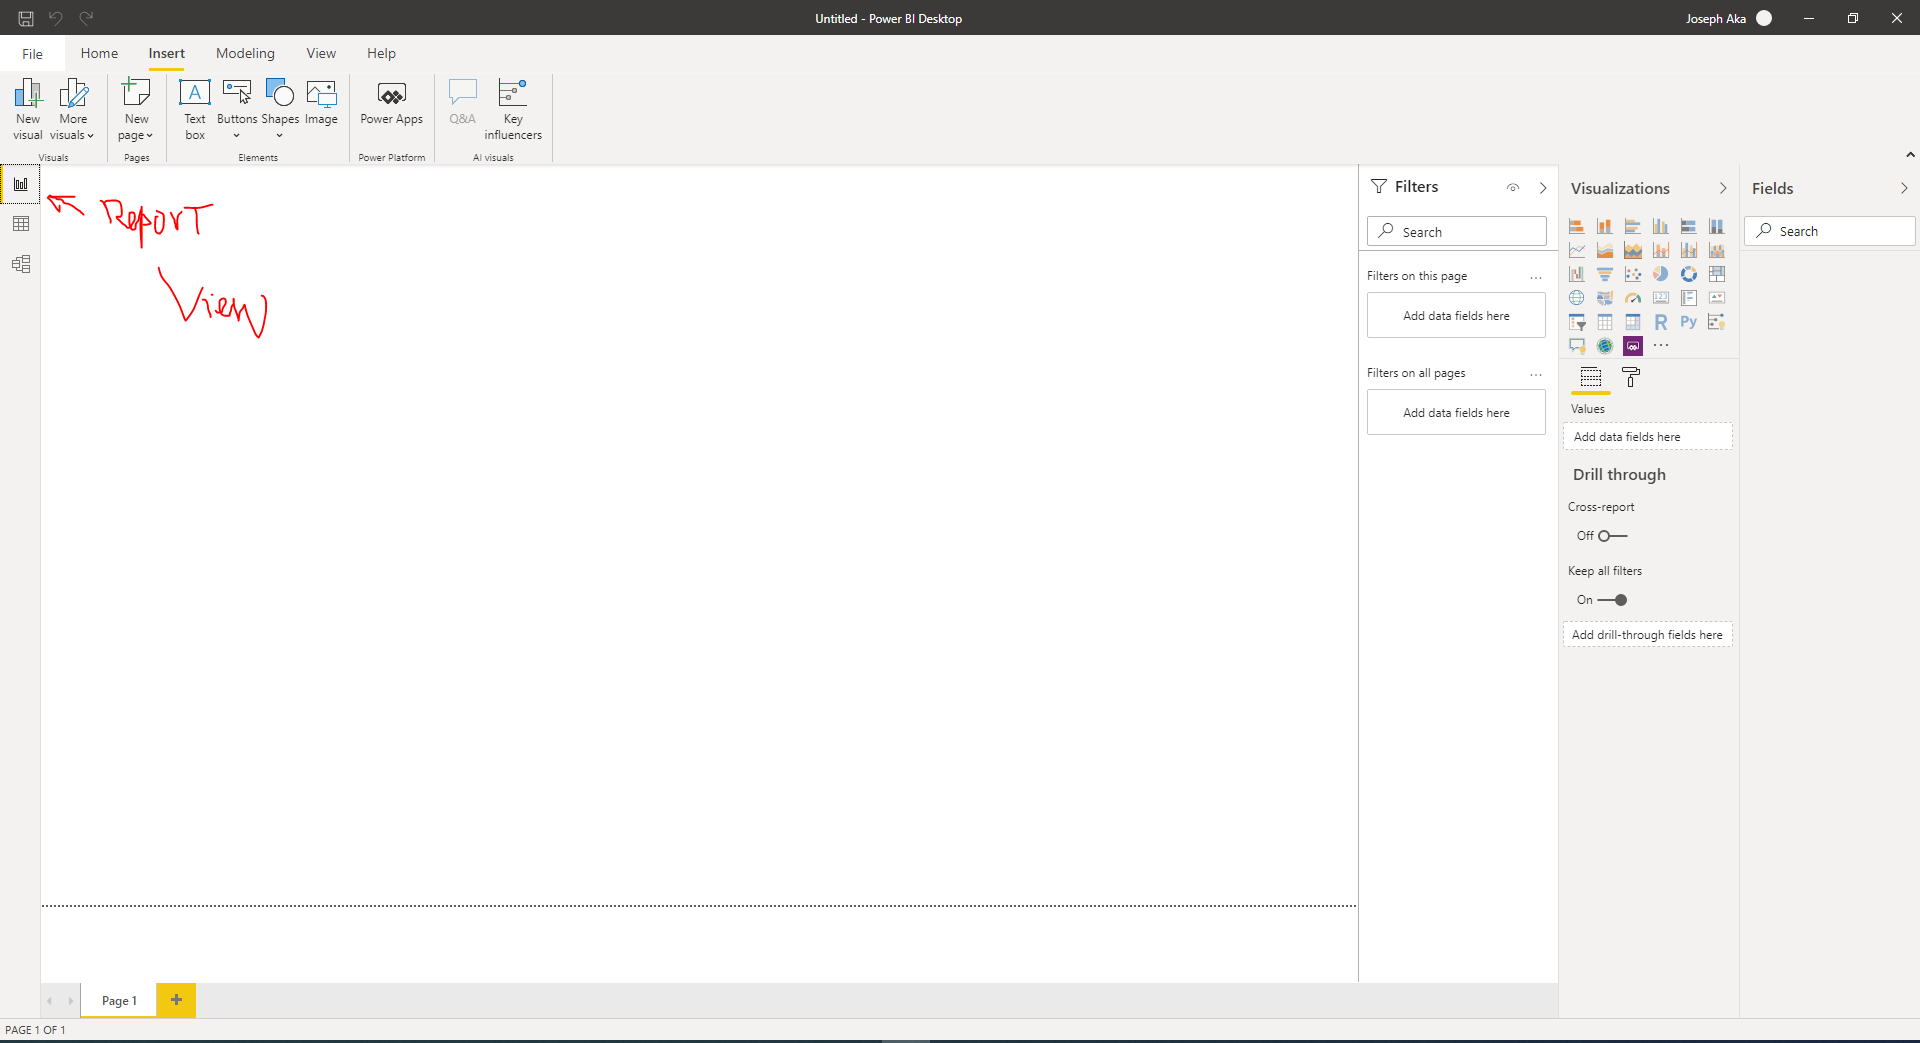 Untitled - Power BI Desktop
Joseph Aka
File Home Insert Modeling View Help
New visual
More visuals
New page
Text box
Buttons
Shapes
Image
Power Apps
Q&A
Key influencers
Visuals
Pages
Elements
Power Platform
AI visuals
Report
View
Filters
Search
Filters on this page
...
Add data fields here
Filters on all pages
...
Add data fields here
Visualizations
123
R
Py
...
Values
Add data fields here
Drill through
Cross-report
Off
Keep all filters
On
Add drill-through fields here
Fields
Search
Page 1
+
PAGE 1 OF 1